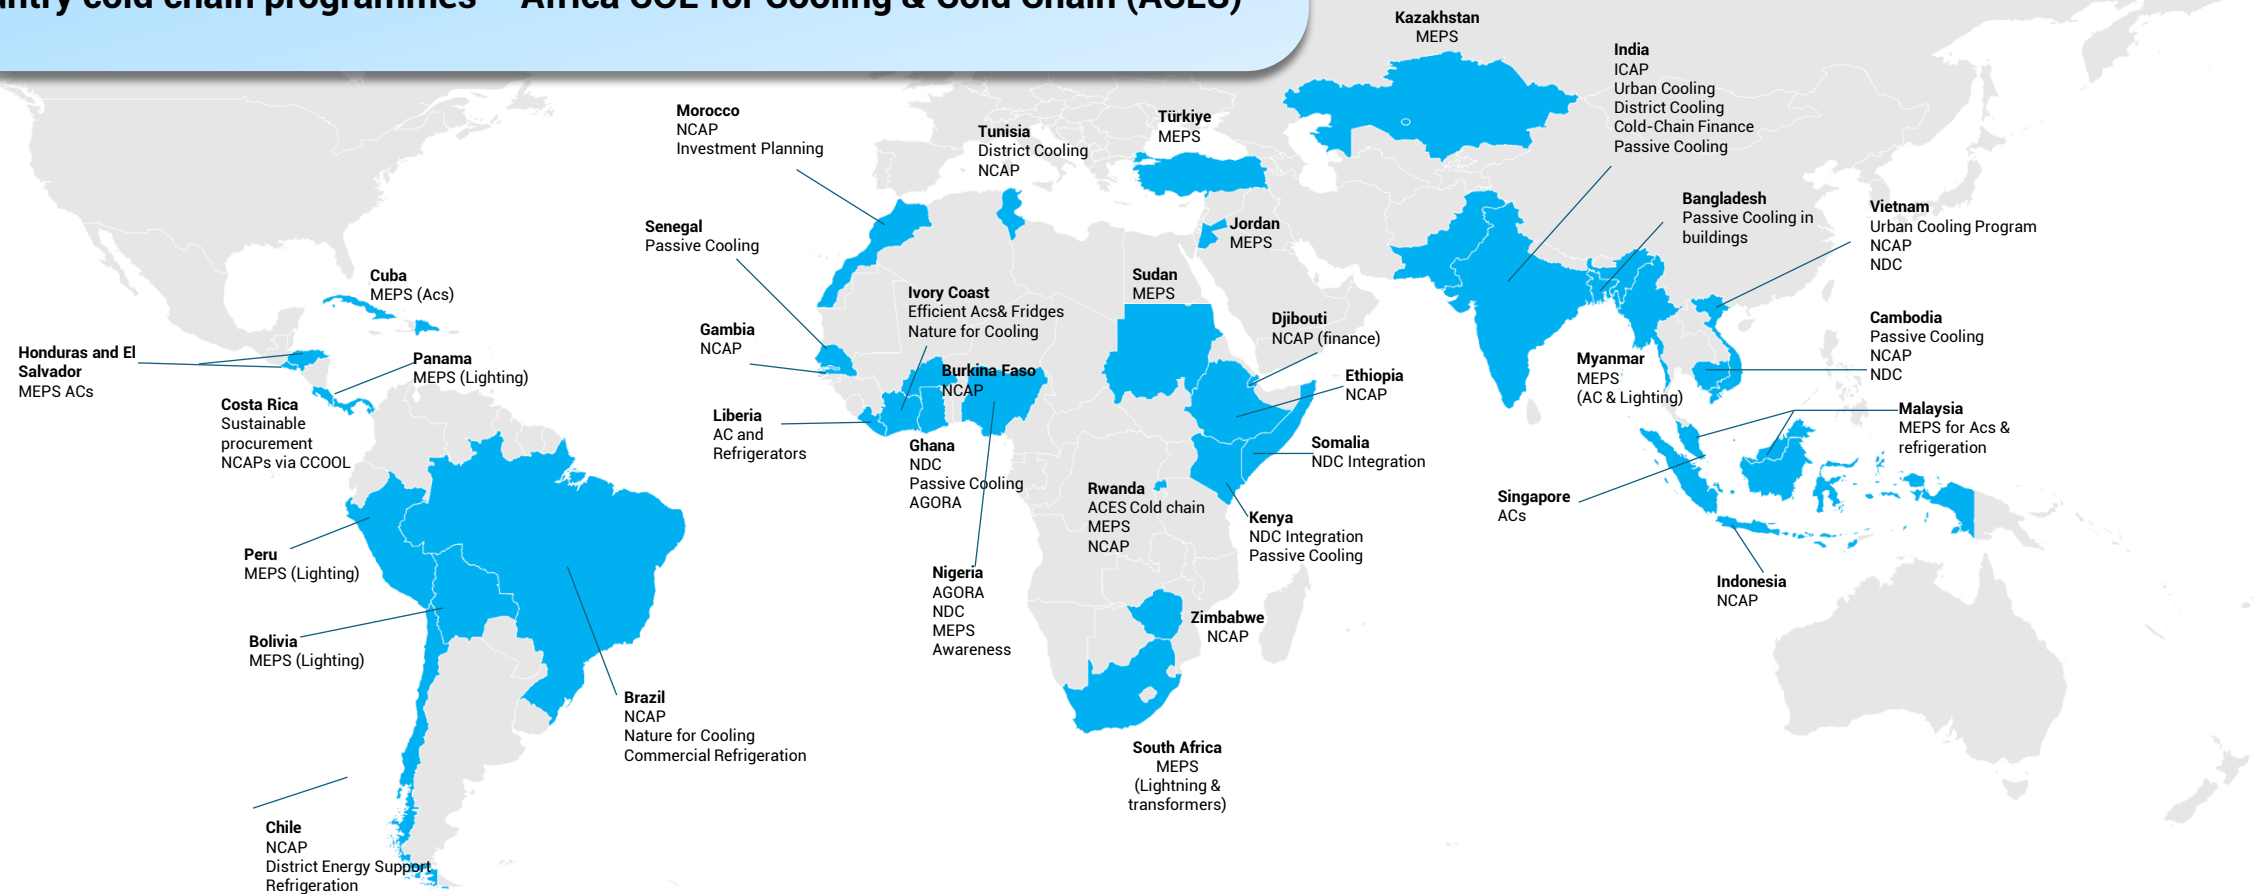 cold chain programmes Africa COE for Cooling & Cold Chain (ACES)
Kazakhstan
MEPS
India
ICAP
Urban Cooling
District Cooling
Cold-Chain Finance
Passive Cooling
Morocco
NCAP
Investment Planning
Tunisia
District Cooling
NCAP
Türkiye
MEPS
Bangladesh
Passive Cooling in
buildings
Vietnam
Urban Cooling Program
NCAP
NDC
Senegal
Passive Cooling
Jordan
MEPS
Cuba
MEPS (Acs)
Sudan
MEPS
Ivory Coast
Efficient Acs& Fridges
Nature for Cooling
Djibouti
NCAP (finance)
Cambodia
Passive Cooling
NCAP
NDC
Gambia
NCAP
Honduras and El
Salvador
MEPS ACs
Panama
MEPS (Lighting)
Burkina Faso
NCAP
Ethiopia
NCAP
Myanmar
MEPS
(AC & Lighting)
Costa Rica
Sustainable
procurement
NCAPs via CCOOL
Liberia
AC and
Refrigerators
Malaysia
MEPS for Acs &
refrigeration
Ghana
NDC
Passive Cooling
AGORA
Somalia
NDC Integration
Rwanda
ACES Cold chain
MEPS
NCAP
Singapore
ACs
Kenya
NDC Integration
Passive Cooling
Peru
MEPS (Lighting)
Nigeria
AGORA
NDC
MEPS
Awareness
Indonesia
NCAP
Zimbabwe
NCAP
Bolivia
MEPS (Lighting)
Brazil
NCAP
Nature for Cooling
Commercial Refrigeration
South Africa
MEPS
(Lightning &
transformers)
Chile
NCAP
District Energy Support
Refrigeration